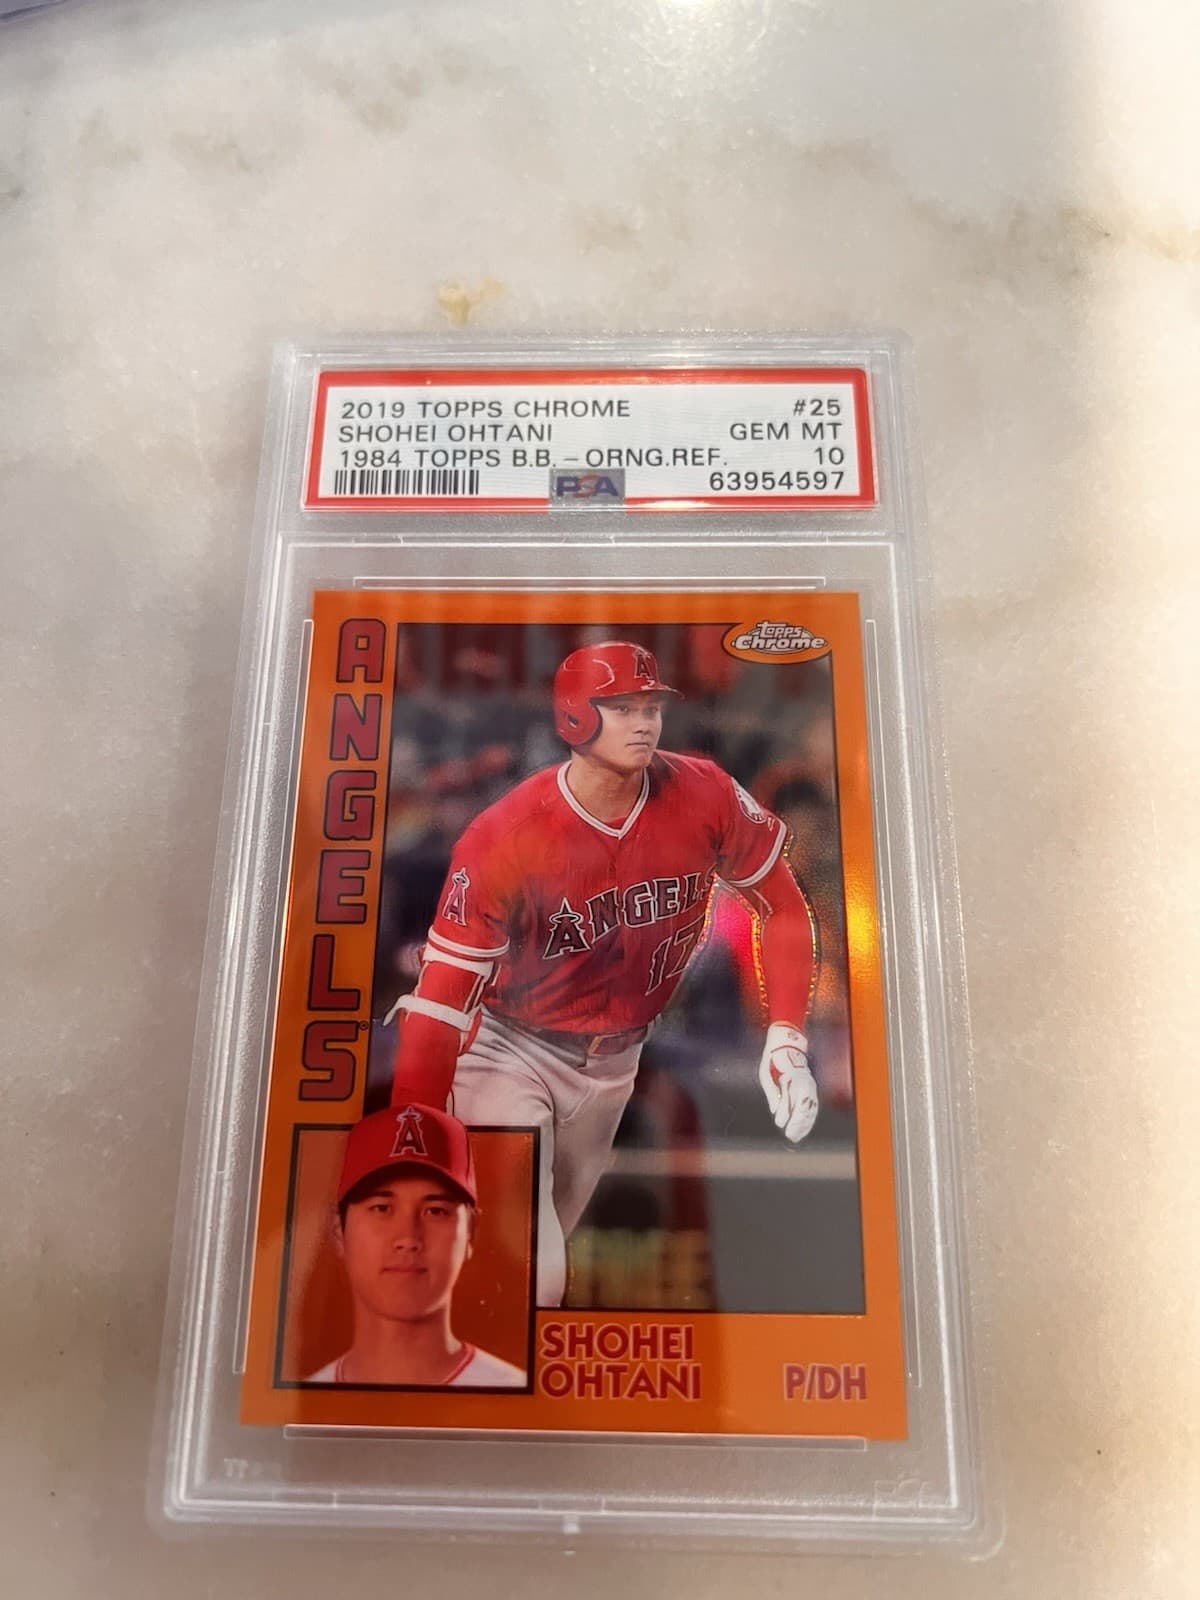 2019 TOPPS CHROME #25
SHOHEI OHTANI GEM MT
1984 TOPPS B.B.-ORNG.REF. 10
PSA 63954597
ANGELS
topps
Chrome
A
A
ANGELS
17
A
SHOHEI
OHTANI
P/DH